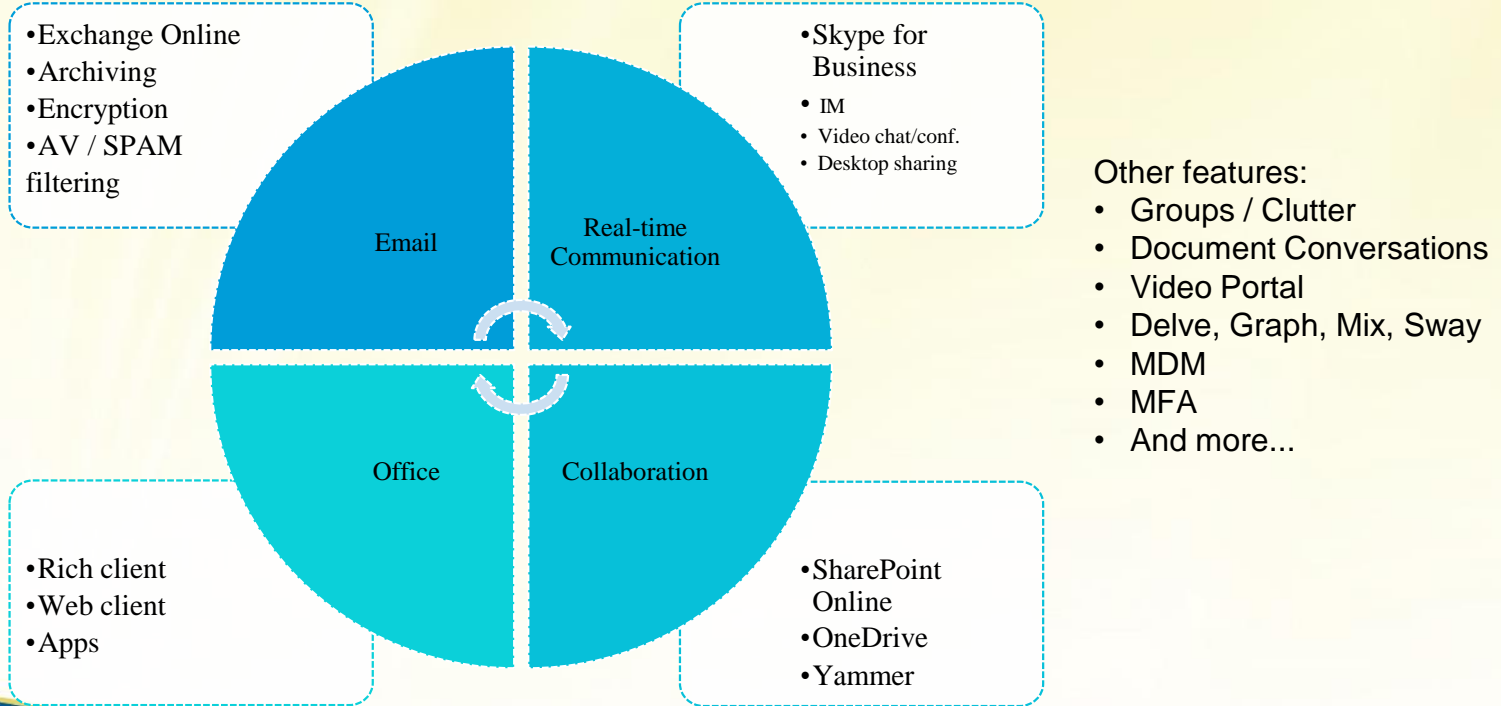 •Exchange Online
•Archiving
•Encryption
•AV / SPAM
filtering
•Skype for
Business
• IM
• Video chat/conf.
• Desktop sharing
Email
Real-time
Communication
Office
Collaboration
•Rich client
•Web client
•Apps
•SharePoint
Online
•OneDrive
•Yammer
Other features:
• Groups / Clutter
• Document Conversations
• Video Portal
• Delve, Graph, Mix, Sway
• MDM
• MFA
• And more...